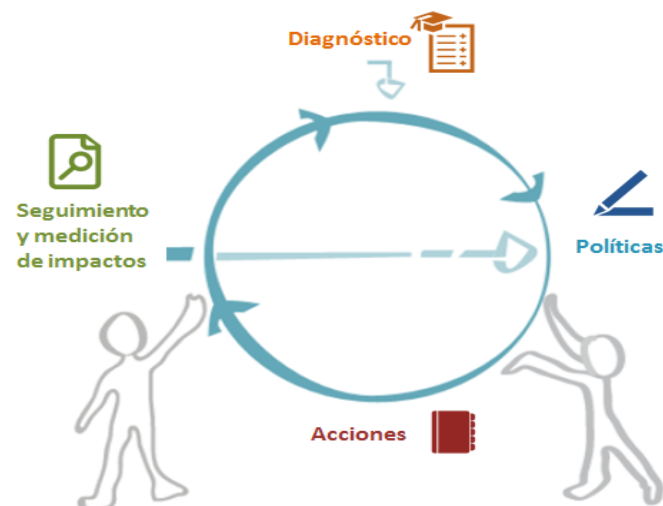 Diagnóstico
Seguimiento
y medición
de impactos
Políticas
Acciones